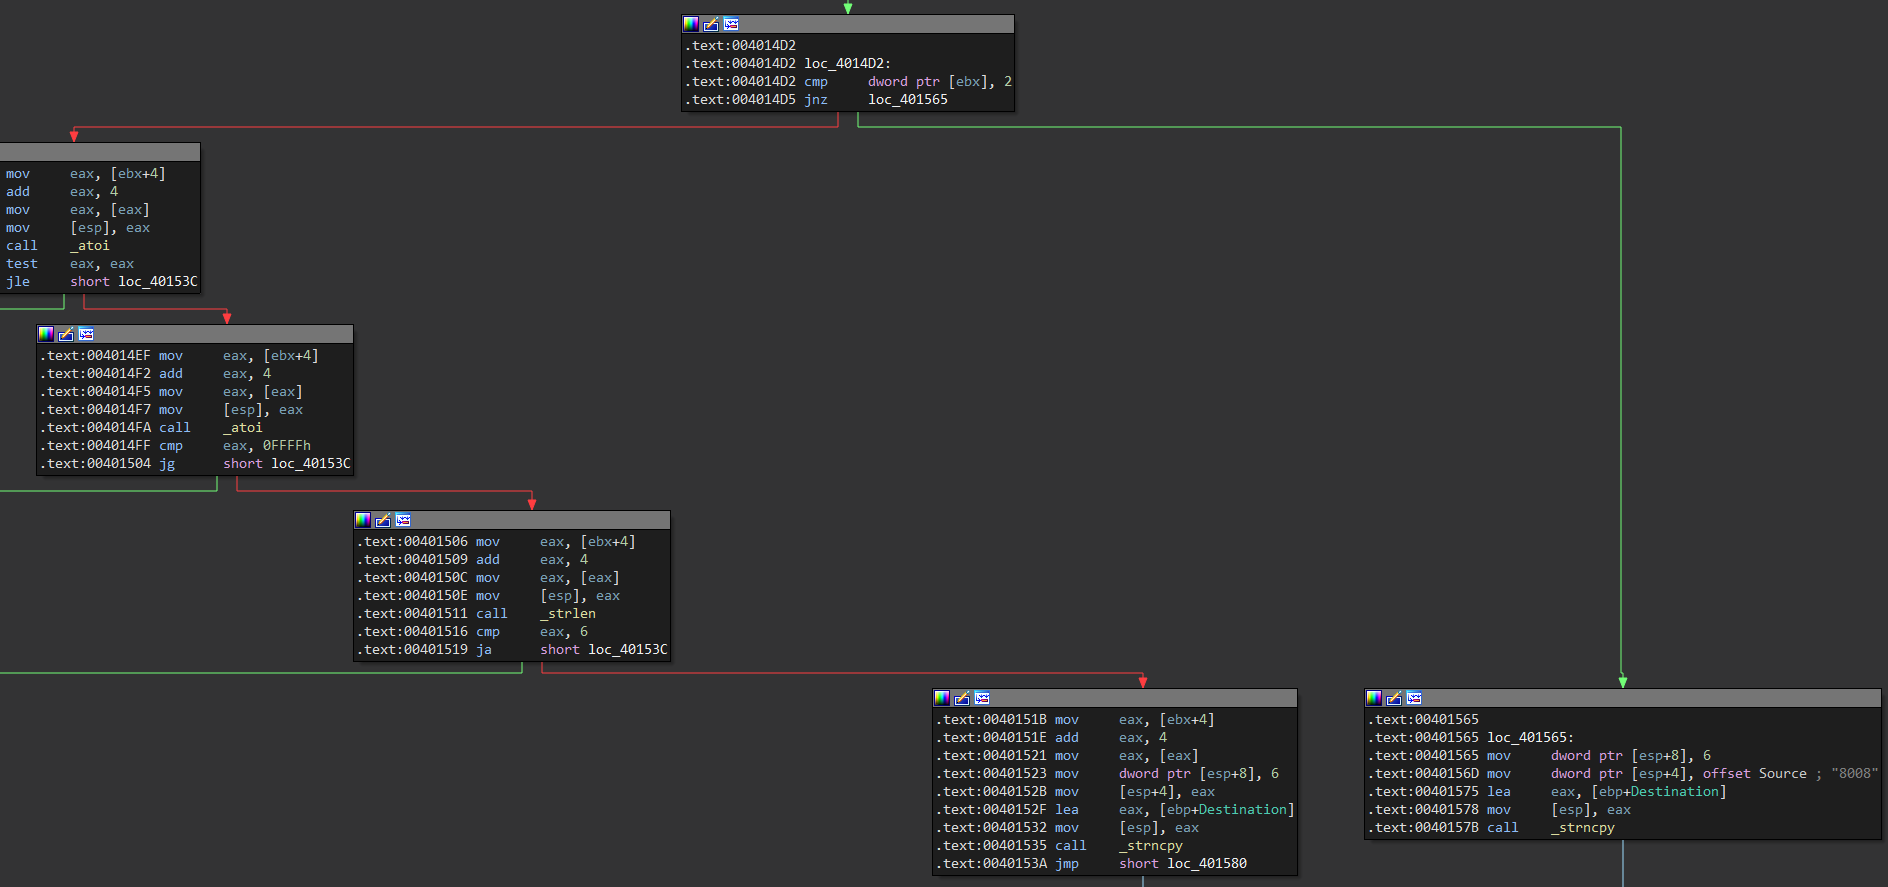 .text:004014D2
.text:004014D2 loc_4014D2:
.text:004014D2 cmp     dword ptr [ebx], 2
.text:004014D5 jnz     loc_401565
mov     eax, [ebx+4]
add     eax, 4
mov     eax, [eax]
mov     [esp], eax
call    _atoi
test    eax, eax
jle     short loc_40153C
.text:004014EF mov     eax, [ebx+4]
.text:004014F2 add     eax, 4
.text:004014F5 mov     eax, [eax]
.text:004014F7 mov     [esp], eax
.text:004014FA call    _atoi
.text:004014FF cmp     eax, 0FFFFh
.text:00401504 jg      short loc_40153C
.text:00401506 mov     eax, [ebx+4]
.text:00401509 add     eax, 4
.text:0040150C mov     eax, [eax]
.text:0040150E mov     [esp], eax
.text:00401511 call    _strlen
.text:00401516 cmp     eax, 6
.text:00401519 ja      short loc_40153C
.text:0040151B mov     eax, [ebx+4]
.text:0040151E add     eax, 4
.text:00401521 mov     eax, [eax]
.text:00401523 mov     dword ptr [esp+8], 6
.text:0040152B mov     [esp+4], eax
.text:0040152F lea     eax, [ebp+Destination]
.text:00401532 mov     [esp], eax
.text:00401535 call    _strncpy
.text:0040153A jmp     short loc_401580
.text:00401565
.text:00401565 loc_401565:
.text:00401565 mov     dword ptr [esp+8], 6
.text:0040156D mov     dword ptr [esp+4], offset Source ; "8008"
.text:00401575 lea     eax, [ebp+Destination]
.text:00401578 mov     [esp], eax
.text:0040157B call    _strncpy